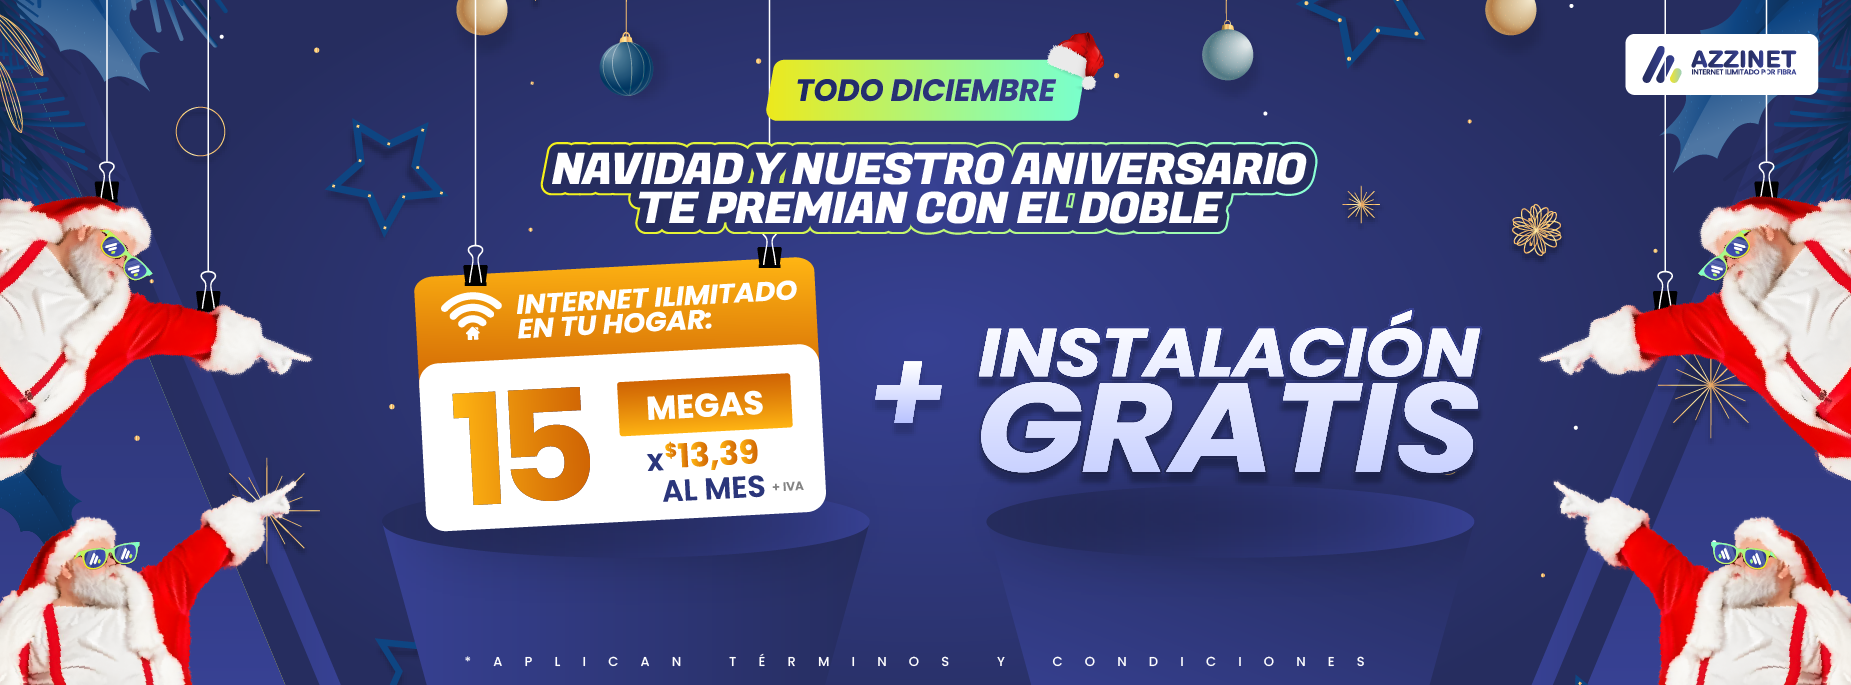 TODO DICIEMBRE
AZZINET
INTERNET ILIMITADO POR FIBRA
NAVIDAD Y NUESTRO ANIVERSARIO
TE PREMIAN CON EL DOBLE
INTERNET ILIMITADO
EN TU HOGAR:
15
MEGAS
x $13,39
AL MES + IVA
+
INSTALACIÓN
GRATIS
*APLICAN TÉRMINOS Y CONDICIONES